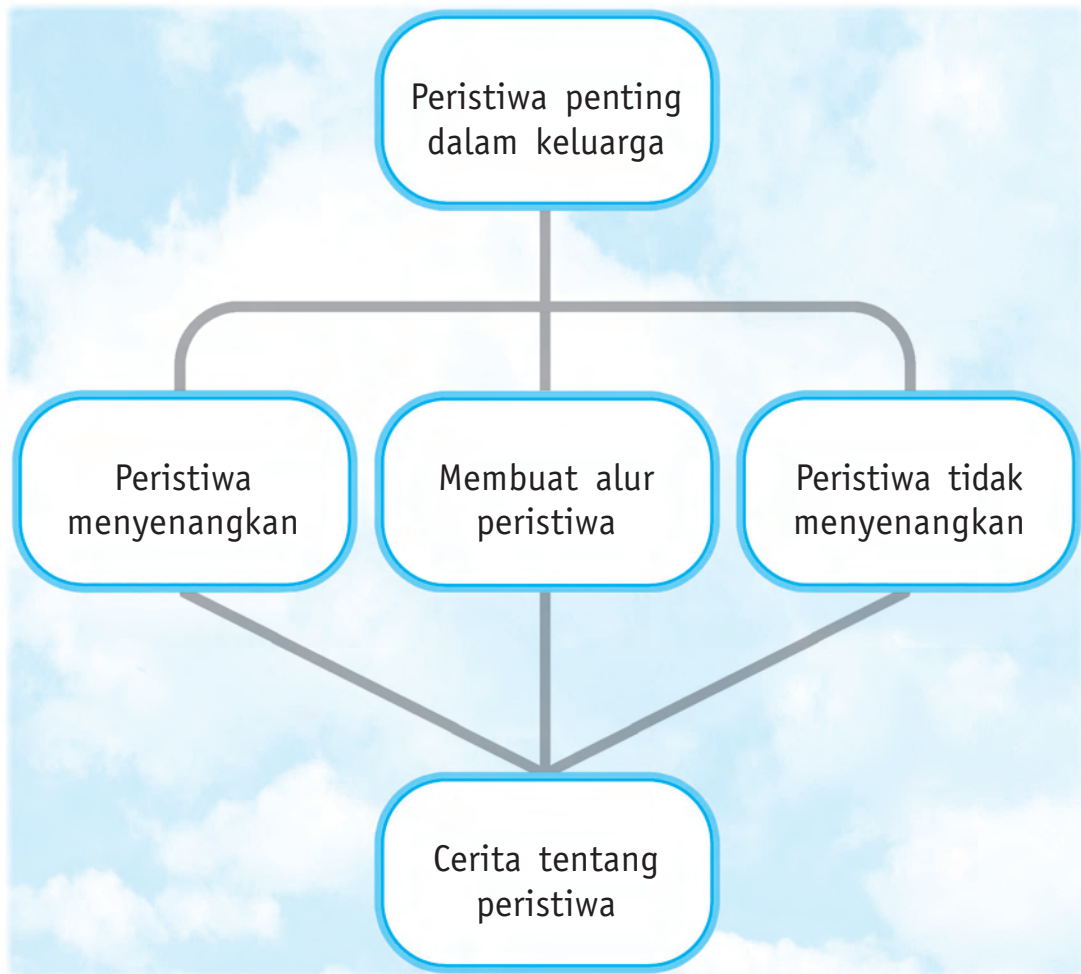 Peristiwa penting
dalam keluarga
Peristiwa
menyenangkan
Membuat alur
peristiwa
Peristiwa tidak
menyenangkan
Cerita tentang
peristiwa